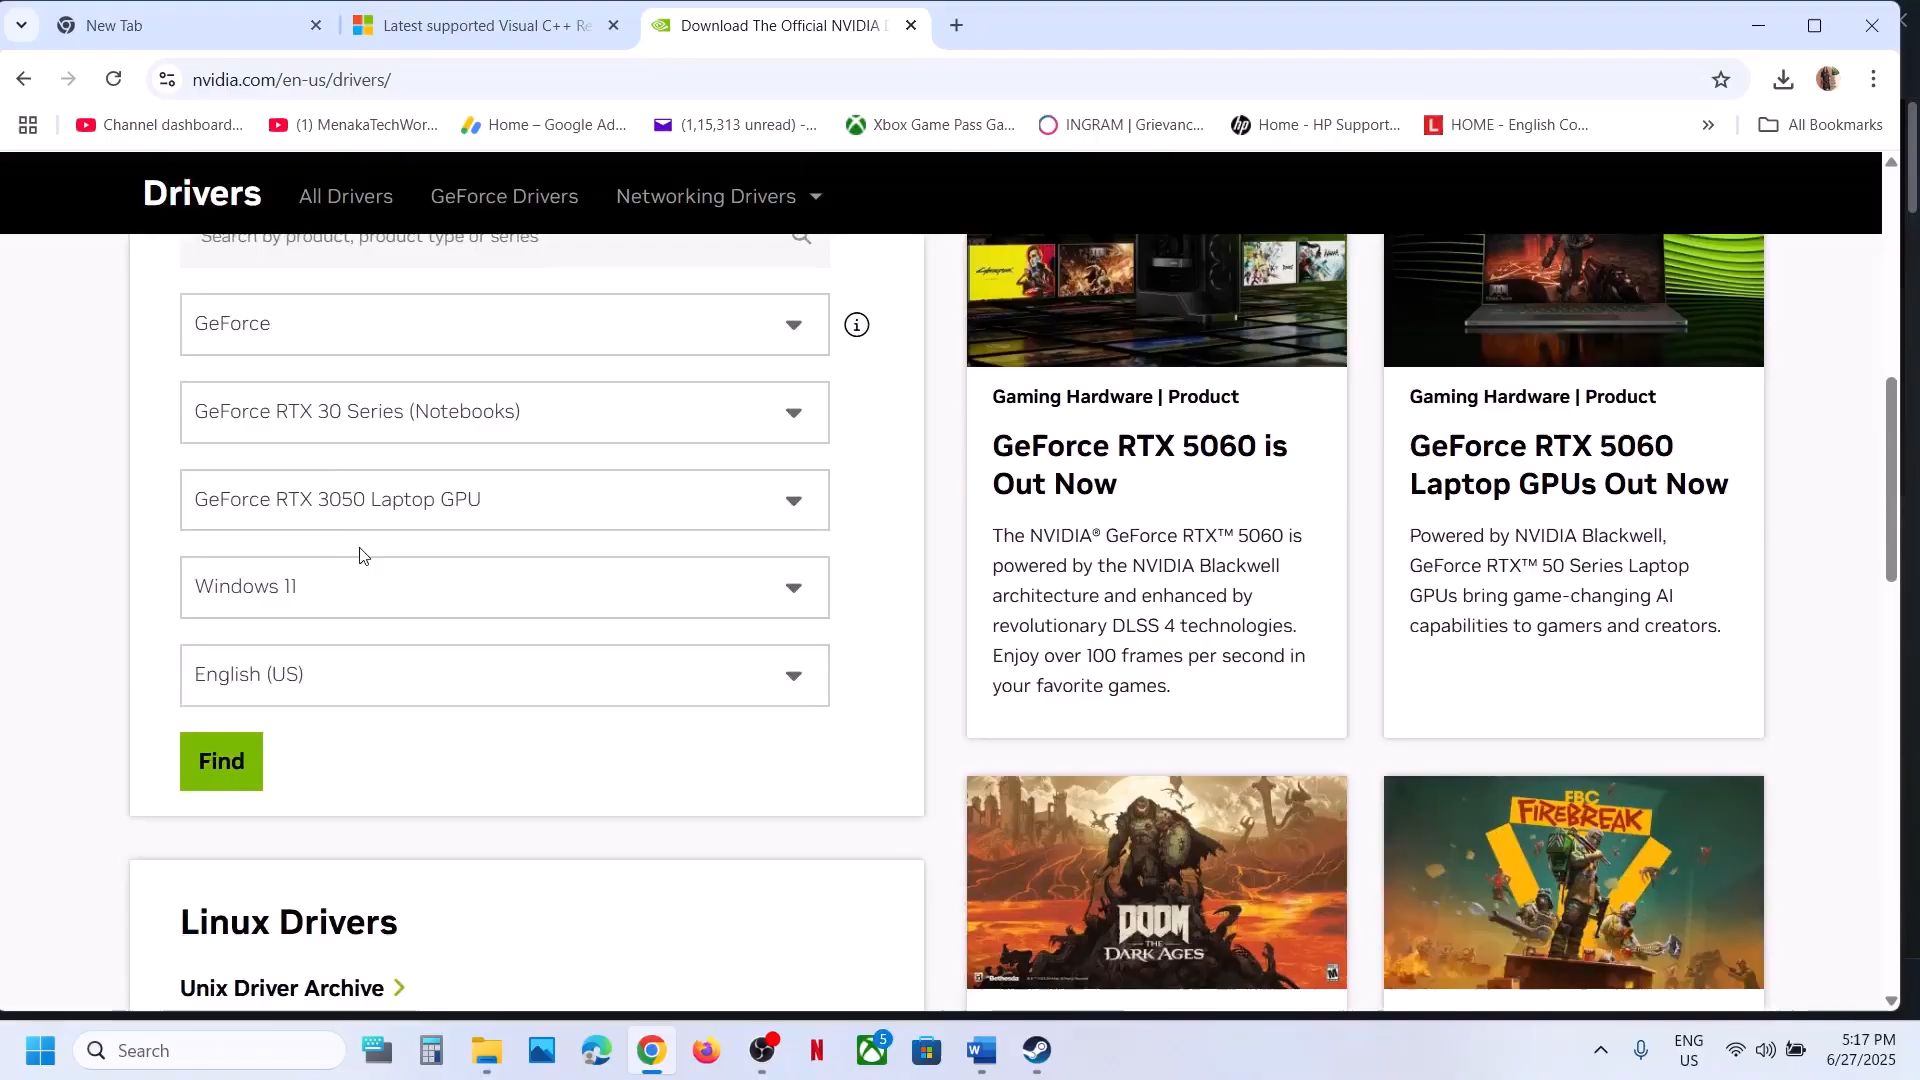 New Tab
Latest supported Visual C++ Re
Download The Official NVIDIA D
nvidia.com/en-us/drivers/
Channel dashboard...
(1) MenakaTechWor...
Home – Google Ad...
(1,15,313 unread) -...
Xbox Game Pass Ga...
INGRAM | Grievanc...
Home - HP Support...
HOME - English Co...
All Bookmarks
Drivers
All Drivers
GeForce Drivers
Networking Drivers
Search by product, product type or series
GeForce
GeForce RTX 30 Series (Notebooks)
GeForce RTX 3050 Laptop GPU
Windows 11
English (US)
Find
Linux Drivers
Unix Driver Archive
Gaming Hardware | Product
GeForce RTX 5060 is
Out Now
The NVIDIA® GeForce RTX™ 5060 is
powered by the NVIDIA Blackwell
architecture and enhanced by
revolutionary DLSS 4 technologies.
Enjoy over 100 frames per second in
your favorite games.
Gaming Hardware | Product
GeForce RTX 5060
Laptop GPUs Out Now
Powered by NVIDIA Blackwell,
GeForce RTX™ 50 Series Laptop
GPUs bring game-changing AI
capabilities to gamers and creators.
DOOM
THE
DARK AGES
FBC
FIREBREAK
Search
5
ENG
US
5:17 PM
6/27/2025